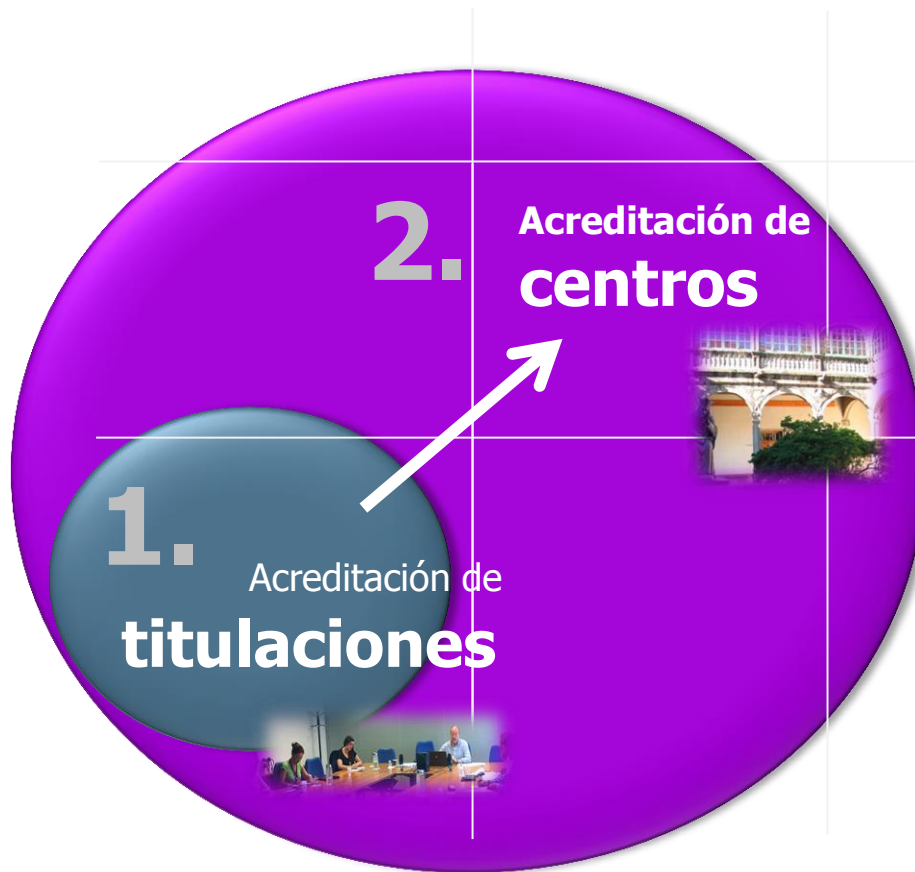 2.
Acreditación de
centros
1.
Acreditación de
titulaciones